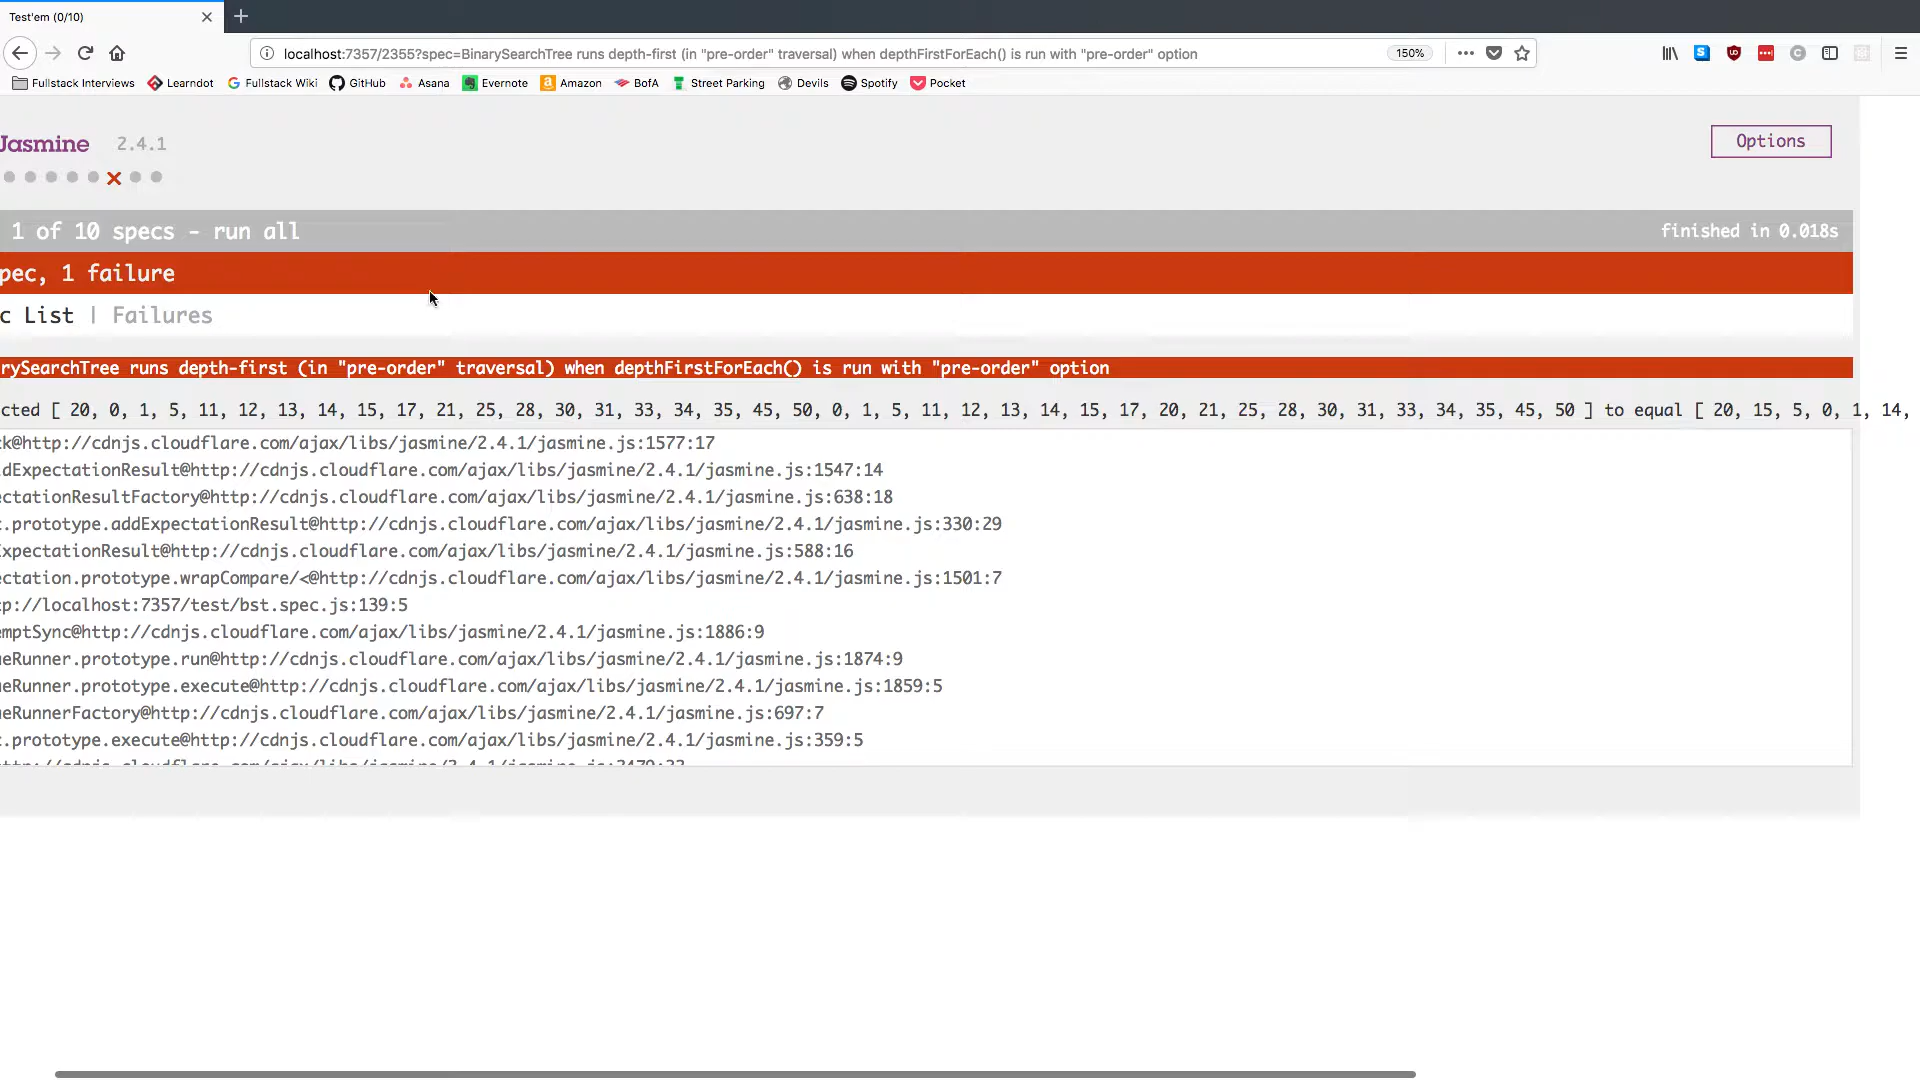 Test'em (0/10)
localhost:7357/2355?spec=BinarySearchTree runs depth-first (in "pre-order" traversal) when depthFirstForEach() is run with "pre-order" option
150%
Fullstack Interviews Learndot Fullstack Wiki GitHub Asana Evernote Amazon BofA Street Parking Devils Spotify Pocket
Jasmine 2.4.1
Options
1 of 10 specs - run all
finished in 0.018s
pec, 1 failure
c List | Failures
rySearchTree runs depth-first (in "pre-order" traversal) when depthFirstForEach() is run with "pre-order" option
cted [ 20, 0, 1, 5, 11, 12, 13, 14, 15, 17, 21, 25, 28, 30, 31, 33, 34, 35, 45, 50, 0, 1, 5, 11, 12, 13, 14, 15, 17, 20, 21, 25, 28, 30, 31, 33, 34, 35, 45, 50 ] to equal [ 20, 15, 5, 0, 1, 14,
k@http://cdnjs.cloudflare.com/ajax/libs/jasmine/2.4.1/jasmine.js:1577:17
dExpectationResult@http://cdnjs.cloudflare.com/ajax/libs/jasmine/2.4.1/jasmine.js:1547:14
ectationResultFactory@http://cdnjs.cloudflare.com/ajax/libs/jasmine/2.4.1/jasmine.js:638:18
.prototype.addExpectationResult@http://cdnjs.cloudflare.com/ajax/libs/jasmine/2.4.1/jasmine.js:330:29
ExpectationResult@http://cdnjs.cloudflare.com/ajax/libs/jasmine/2.4.1/jasmine.js:588:16
ectation.prototype.wrapCompare/<@http://cdnjs.cloudflare.com/ajax/libs/jasmine/2.4.1/jasmine.js:1501:7
p://localhost:7357/test/bst.spec.js:139:5
emptSync@http://cdnjs.cloudflare.com/ajax/libs/jasmine/2.4.1/jasmine.js:1886:9
eRunner.prototype.run@http://cdnjs.cloudflare.com/ajax/libs/jasmine/2.4.1/jasmine.js:1874:9
eRunner.prototype.execute@http://cdnjs.cloudflare.com/ajax/libs/jasmine/2.4.1/jasmine.js:1859:5
eRunnerFactory@http://cdnjs.cloudflare.com/ajax/libs/jasmine/2.4.1/jasmine.js:697:7
.prototype.execute@http://cdnjs.cloudflare.com/ajax/libs/jasmine/2.4.1/jasmine.js:359:5